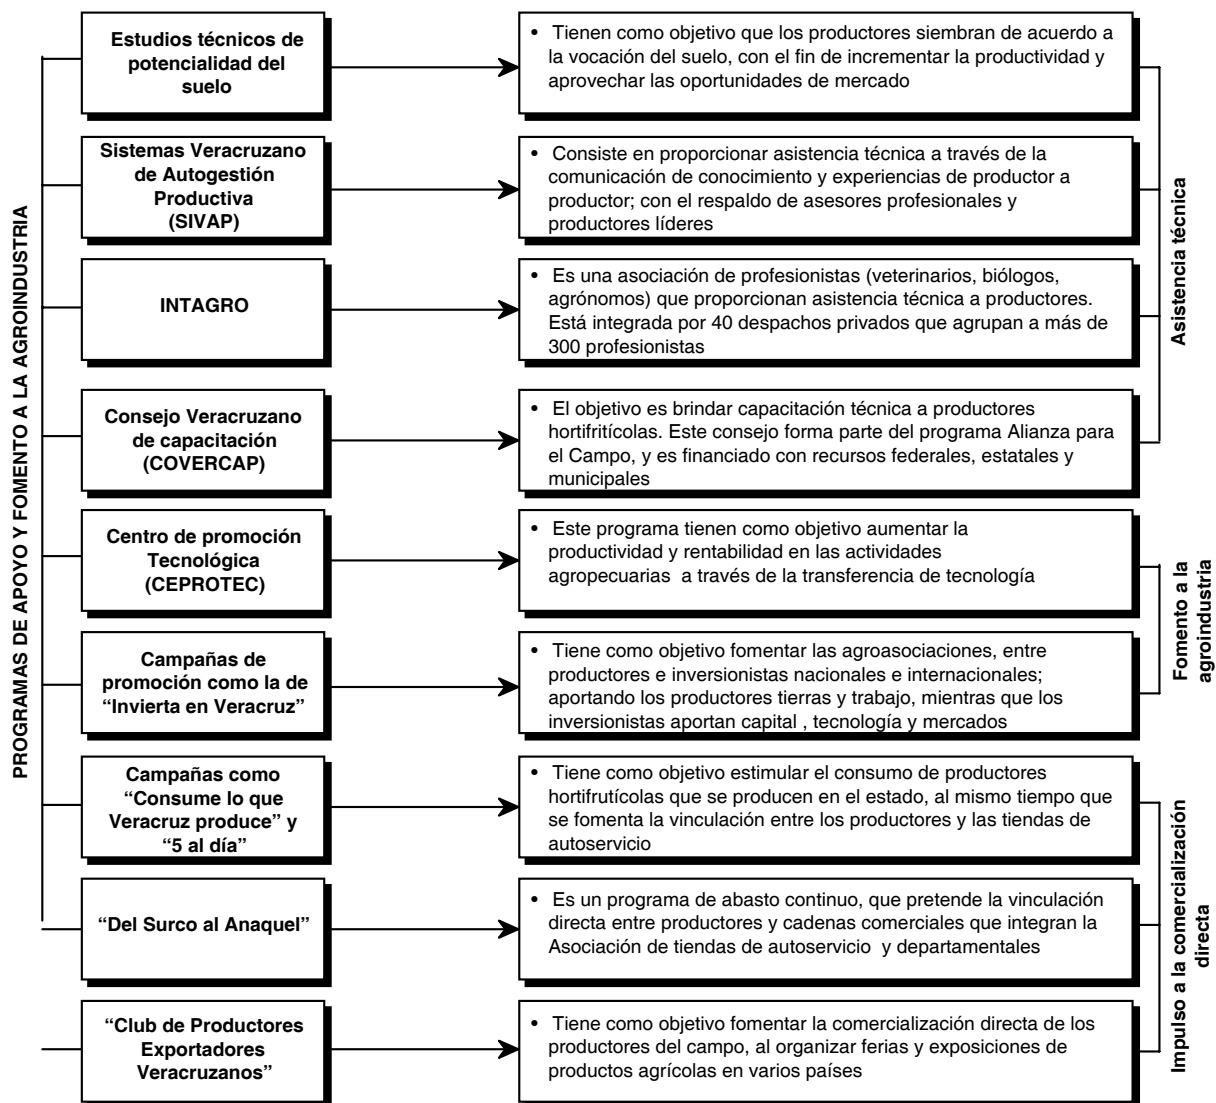 PROGRAMAS DE APOYO Y FOMENTO A LA AGROINDUSTRIA
Estudios técnicos de
potencialidad del
suelo
• Tienen como objetivo que los productores siembran de acuerdo a
la vocación del suelo, con el fin de incrementar la productividad y
aprovechar las oportunidades de mercado
Sistemas Veracruzano
de Autogestión
Productiva
(SIVAP)
• Consiste en proporcionar asistencia técnica a través de la
comunicación de conocimiento y experiencias de productor a
productor; con el respaldo de asesores profesionales y
productores líderes
INTAGRO
• Es una asociación de profesionistas (veterinarios, biólogos,
agrónomos) que proporcionan asistencia técnica a productores.
Está integrada por 40 despachos privados que agrupan a más de
300 profesionistas
Consejo Veracruzano
de capacitación
(COVERCAP)
• El objetivo es brindar capacitación técnica a productores
hortifritícolas. Este consejo forma parte del programa Alianza para
el Campo, y es financiado con recursos federales, estatales y
municipales
Asistencia técnica
Centro de promoción
Tecnológica
(CEPROTEC)
• Este programa tienen como objetivo aumentar la
productividad y rentabilidad en las actividades
agropecuarias a través de la transferencia de tecnología
Campañas de
promoción como la de
“Invierta en Veracruz”
• Tiene como objetivo fomentar las agroasociaciones, entre
productores e inversionistas nacionales e internacionales;
aportando los productores tierras y trabajo, mientras que los
inversionistas aportan capital , tecnología y mercados
Fomento a la
agroindustria
Campañas como
“Consume lo que
Veracruz produce” y
“5 al día”
• Tiene como objetivo estimular el consumo de productores
hortifrutícolas que se producen en el estado, al mismo tiempo que
se fomenta la vinculación entre los productores y las tiendas de
autoservicio
“Del Surco al Anaquel”
• Es un programa de abasto continuo, que pretende la vinculación
directa entre productores y cadenas comerciales que integran la
Asociación de tiendas de autoservicio y departamentales
“Club de Productores
Exportadores
Veracruzanos”
• Tiene como objetivo fomentar la comercialización directa de los
productores del campo, al organizar ferias y exposiciones de
productos agrícolas en varios países
Impulso a la comercialización
directa